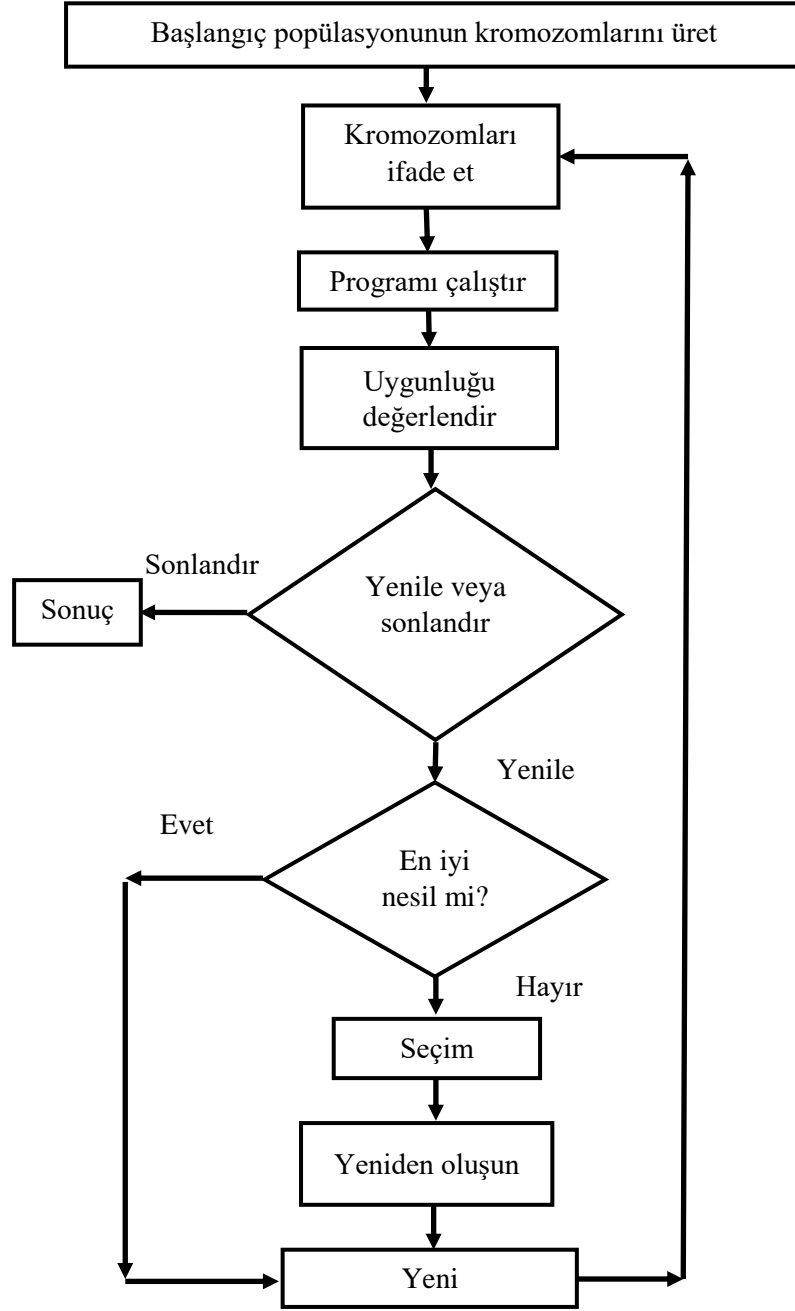 Başlangıç popülasyonunun kromozomlarını üret
Kromozomları
ifade et
Programı çalıştır
Uygunluğu
değerlendir
Sonlandır
Yenile veya
sonlandır
Sonuç
Yenile
Evet
En iyi
nesil mi?
Hayır
Seçim
Yeniden oluşun
Yeni